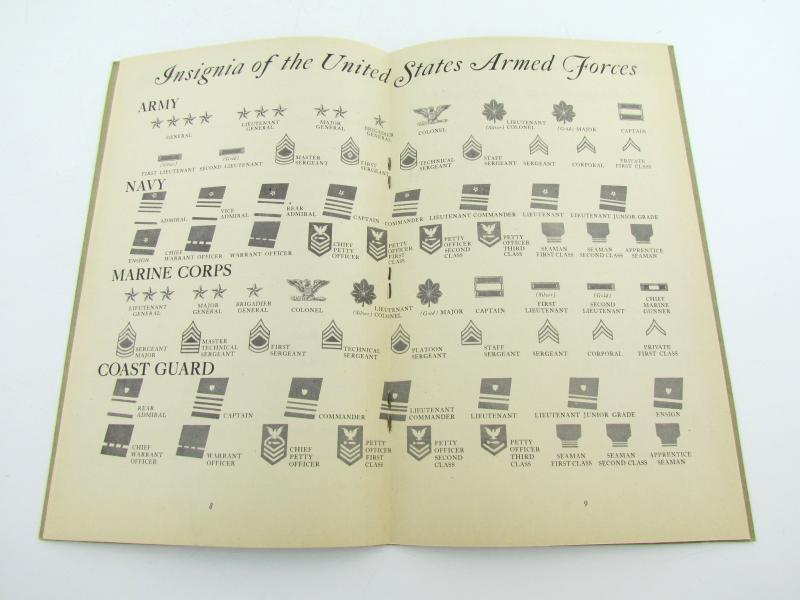 Insignia of the United States Armed Forces
ARMY
GENERAL
LIEUTENANT
GENERAL
MAJOR
GENERAL
BRIGADIER
GENERAL
COLONEL
(Silver) LIEUTENANT
COLONEL
(Gold) MAJOR
CAPTAIN
(Silver)
FIRST LIEUTENANT
(Gold)
SECOND LIEUTENANT
MASTER
SERGEANT
FIRST
SERGEANT
TECHNICAL
SERGEANT
STAFF
SERGEANT
SERGEANT
CORPORAL
PRIVATE
FIRST CLASS
NAVY
ADMIRAL
VICE
ADMIRAL
REAR
ADMIRAL
CAPTAIN
COMMANDER
LIEUTENANT COMMANDER
LIEUTENANT
LIEUTENANT JUNIOR GRADE
ENSIGN
CHIEF
WARRANT OFFICER
WARRANT OFFICER
CHIEF
PETTY
OFFICER
PETTY
OFFICER
FIRST
CLASS
PETTY
OFFICER
SECOND
CLASS
PETTY
OFFICER
THIRD
CLASS
SEAMAN
FIRST CLASS
SEAMAN
SECOND CLASS
APPRENTICE
SEAMAN
MARINE CORPS
LIEUTENANT
GENERAL
MAJOR
GENERAL
BRIGADIER
GENERAL
COLONEL
(Silver) LIEUTENANT
COLONEL
(Gold) MAJOR
CAPTAIN
(Silver)
FIRST
LIEUTENANT
(Gold)
SECOND
LIEUTENANT
CHIEF
MARINE
GUNNER
SERGEANT
MAJOR
MASTER
TECHNICAL
SERGEANT
FIRST
SERGEANT
TECHNICAL
SERGEANT
PLATOON
SERGEANT
STAFF
SERGEANT
SERGEANT
CORPORAL
PRIVATE
FIRST CLASS
COAST GUARD
REAR
ADMIRAL
CAPTAIN
COMMANDER
LIEUTENANT
COMMANDER
LIEUTENANT
LIEUTENANT JUNIOR GRADE
ENSIGN
CHIEF
WARRANT
OFFICER
WARRANT
OFFICER
CHIEF
PETTY
OFFICER
PETTY
OFFICER
FIRST
CLASS
PETTY
OFFICER
SECOND
CLASS
PETTY
OFFICER
THIRD
CLASS
SEAMAN
FIRST CLASS
SEAMAN
SECOND CLASS
APPRENTICE
SEAMAN
8
9